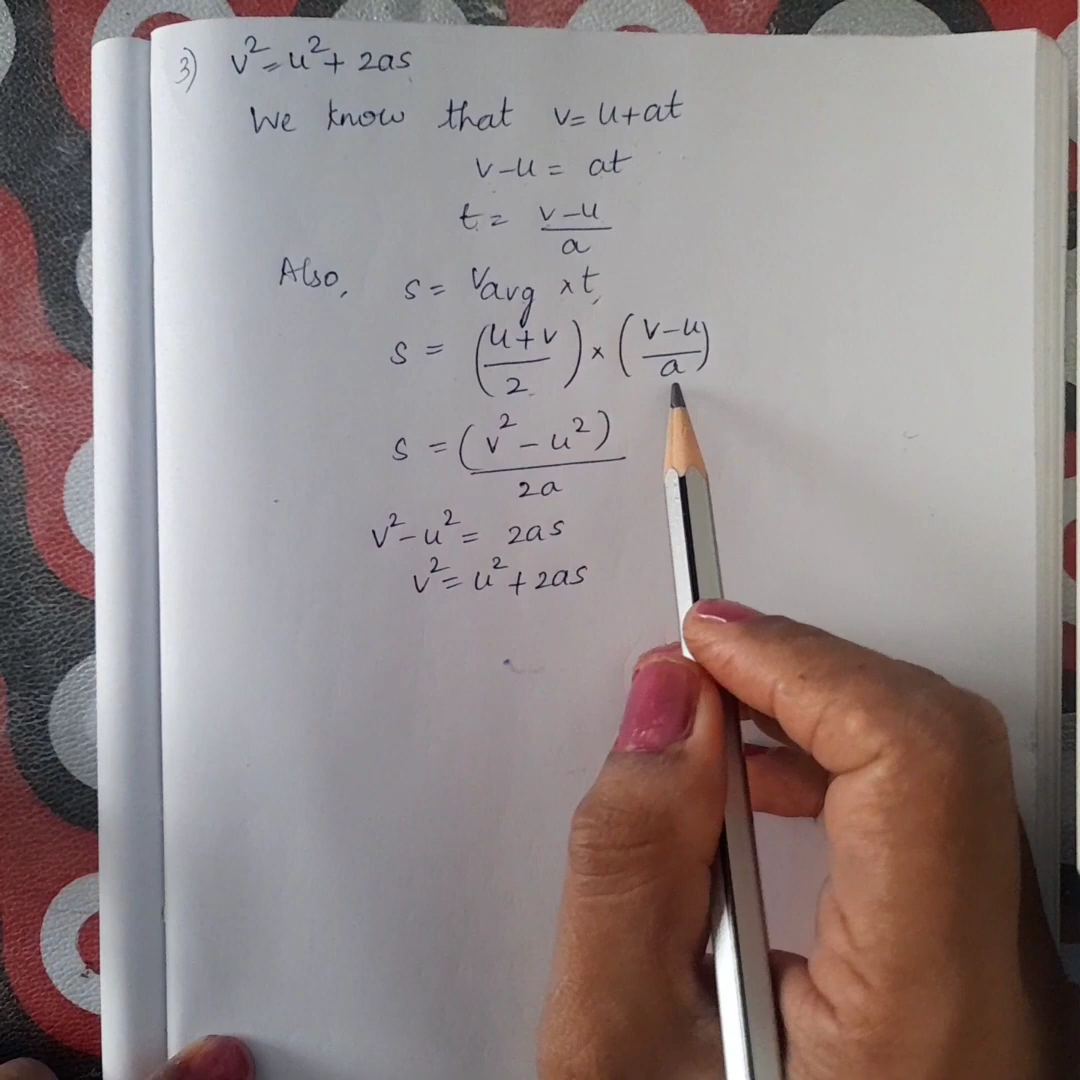 3) v²=u²+ 2as
We know that v= u+at
v-u = at
t= (v-u)/a
Also, s= Vavg ×t,
s = ((u+v)/2) × ((v-u)/a)
s = (v²-u²)/2a
v²-u²= 2as
v²= u²+2as